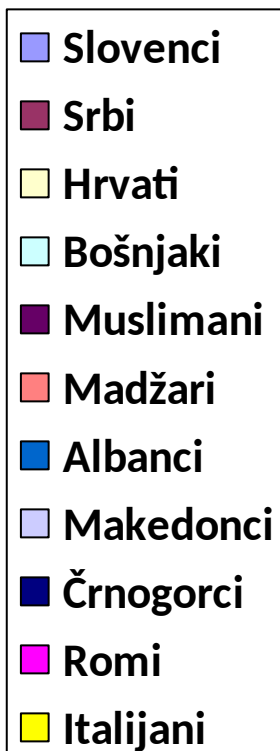 Slovenci
Srbi
Hrvati
Bošnjaki
Muslimani
Madžari
Albanci
Makedonci
Črnogorci
Romi
Italijani